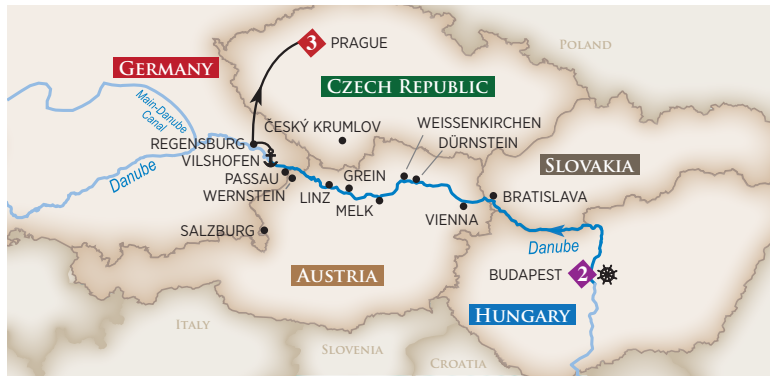 POLAND
3 PRAGUE
GERMANY
CZECH REPUBLIC
Main-Danube
Canal
ČESKÝ KRUMLOV
WEISSENKIRCHEN
DÜRNSTEIN
REGENSBURG
VILSHOFEN
Danube
PASSAU
WERNSTEIN
GREIN
LINZ
MELK
SLOVAKIA
BRATISLAVA
VIENNA
SALZBURG
Danube
AUSTRIA
BUDAPEST 2
HUNGARY
ITALY
SLOVENIA
CROATIA